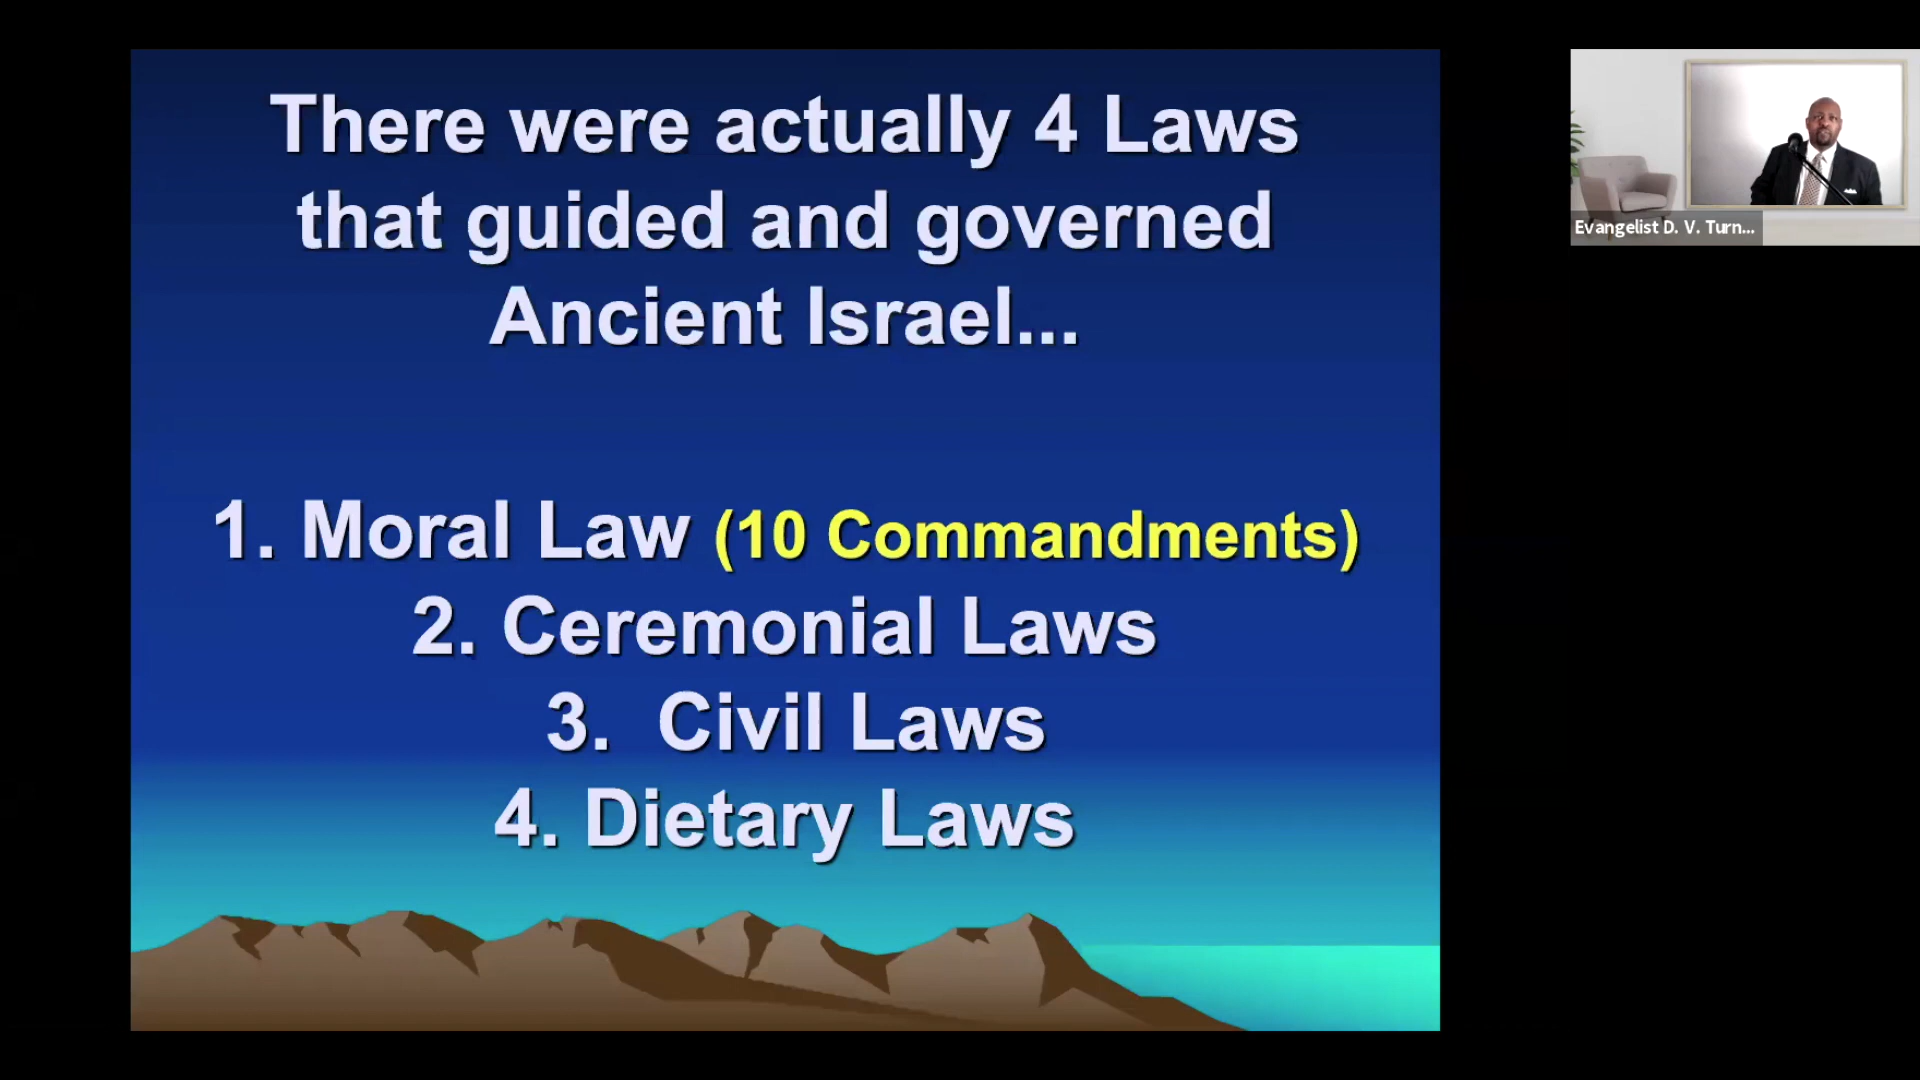 There were actually 4 Laws
that guided and governed
Ancient Israel...
1. Moral Law (10 Commandments)
2. Ceremonial Laws
3. Civil Laws
4. Dietary Laws
Evangelist D. V. Turn...